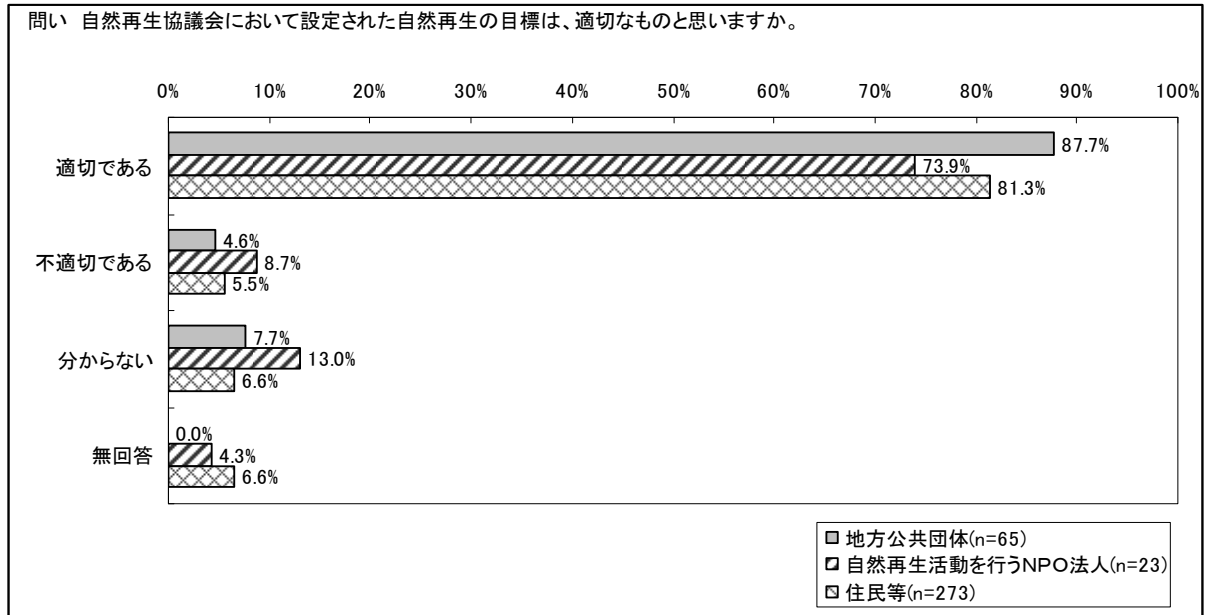 問い 自然再生協議会において設定された自然再生の目標は、適切なものと思いますか。
0% 10% 20% 30% 40% 50% 60% 70% 80% 90% 100%
適切である
87.7%
73.9%
81.3%
不適切である
4.6%
8.7%
5.5%
分からない
7.7%
13.0%
6.6%
無回答
0.0%
4.3%
6.6%
地方公共団体(n=65)
自然再生活動を行うNPO法人(n=23)
住民等(n=273)